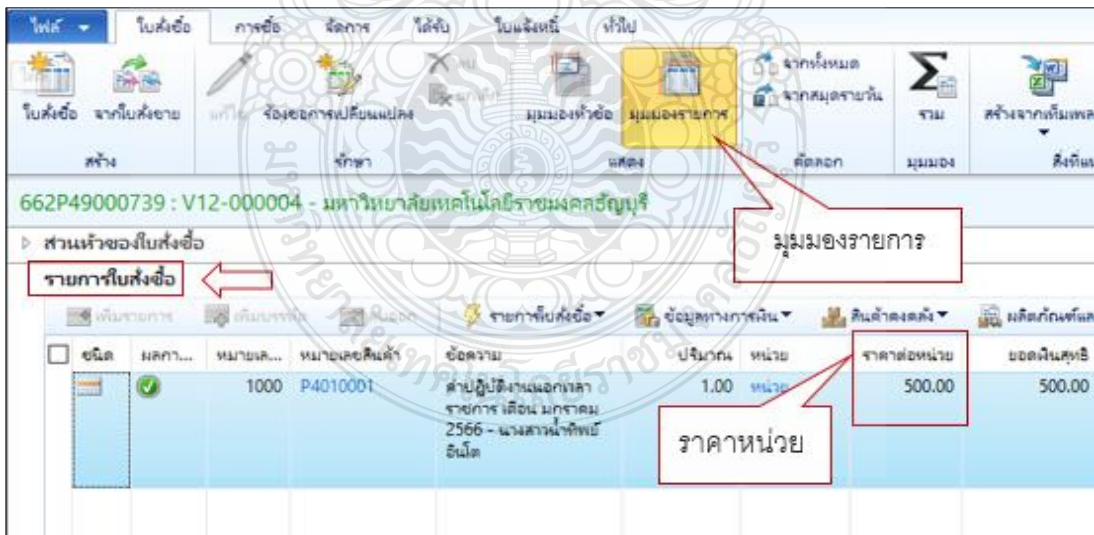 ไฟล์ ใบสั่งซื้อ การซื้อ จัดการ ได้รับ ใบแจ้งหนี้ ทั่วไป
ใบสั่งซื้อ จากใบสั่งขาย แก้ไข ร้องขอการเปลี่ยนแปลง ลบ มุมมองหัวข้อ มุมมองรายการ จากทั้งหมด จากสมุดรายวัน รวม
สร้าง รักษา แสดง คัดลอก มุมมอง
662P49000739 : V12-000004 - มหาวิทยาลัยเทคโนโลยีราชมงคลธัญบุรี
มุมมองรายการ
ส่วนหัวของใบสั่งซื้อ
รายการใบสั่งซื้อ
เพิ่มรายการ รายการใบสั่งซื้อ ข้อมูลทางการเงิน สินค้าคงคลัง
ชนิด หมายเลขสินค้า ข้อความ ปริมาณ หน่วย ราคาต่อหน่วย ยอดเงินสุทธิ
1000 P4010001 ค่าปฏิบัติงานนอกเวลา 1.00 หน่วย 500.00 500.00
ราชการ เดือน มกราคม
2566 - นางสาวน้ำทิพย์
อินโต
ราคาหน่วย